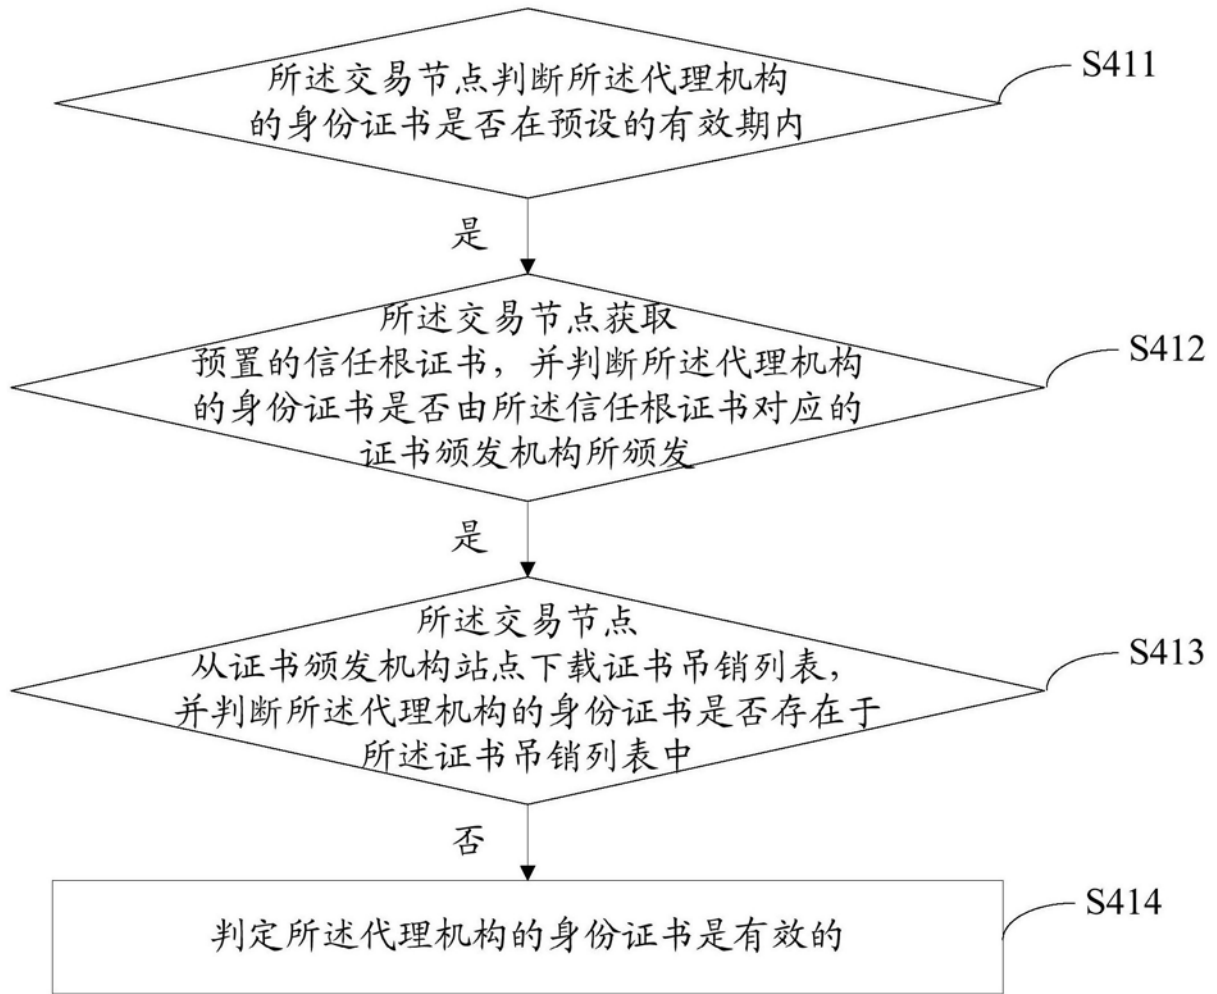 所述交易节点判断所述代理机构
的身份证书是否在预设的有效期内
S411
是
所述交易节点获取
预置的信任根证书，并判断所述代理机构
的身份证书是否由所述信任根证书对应的
证书颁发机构所颁发
S412
是
所述交易节点
从证书颁发机构站点下载证书吊销列表，
并判断所述代理机构的身份证书是否存在于
所述证书吊销列表中
S413
否
判定所述代理机构的身份证书是有效的
S414